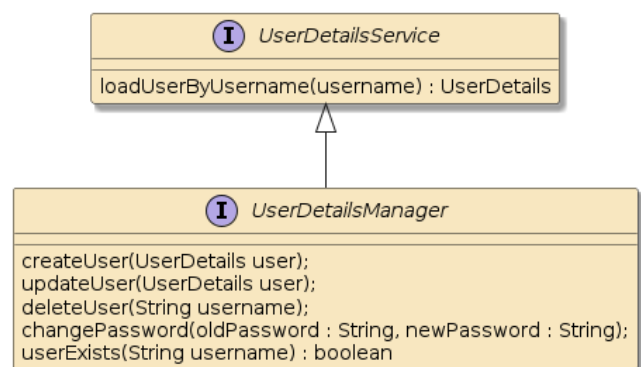 I UserDetailsService
loadUserByUsername(username) : UserDetails
I UserDetailsManager
createUser(UserDetails user);
updateUser(UserDetails user);
deleteUser(String username);
changePassword(oldPassword : String, newPassword : String);
userExists(String username) : boolean